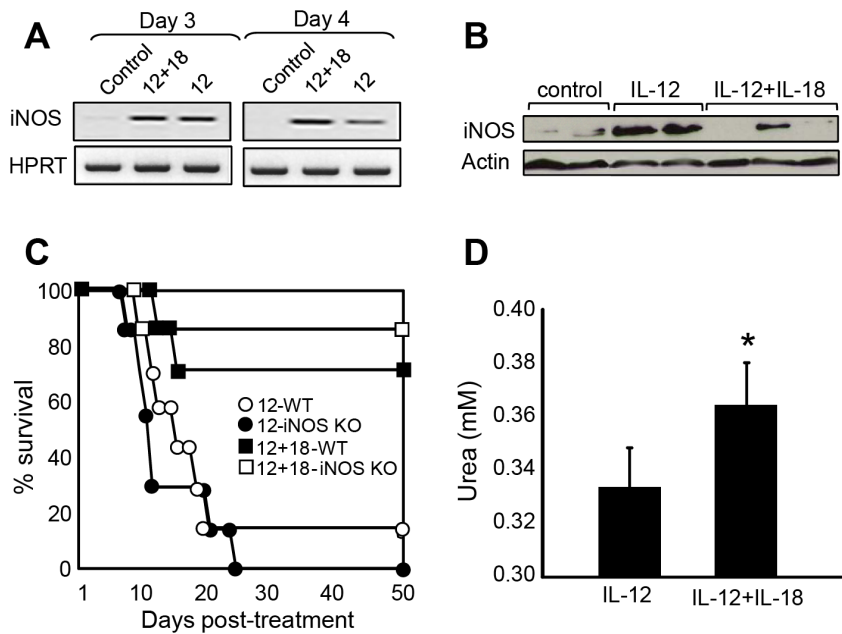 A
Day 3
Day 4
Control
12+18
12
Control
12+18
12
iNOS
HPRT
B
control
IL-12
IL-12+IL-18
iNOS
Actin
C
100
80
60
40
20
0
% survival
12-WT
12-iNOS KO
12+18-WT
12+18-iNOS KO
1
10
20
30
40
50
Days post-treatment
D
0.40
0.38
0.36
0.34
0.32
0.30
Urea (mM)
*
IL-12
IL-12+IL-18